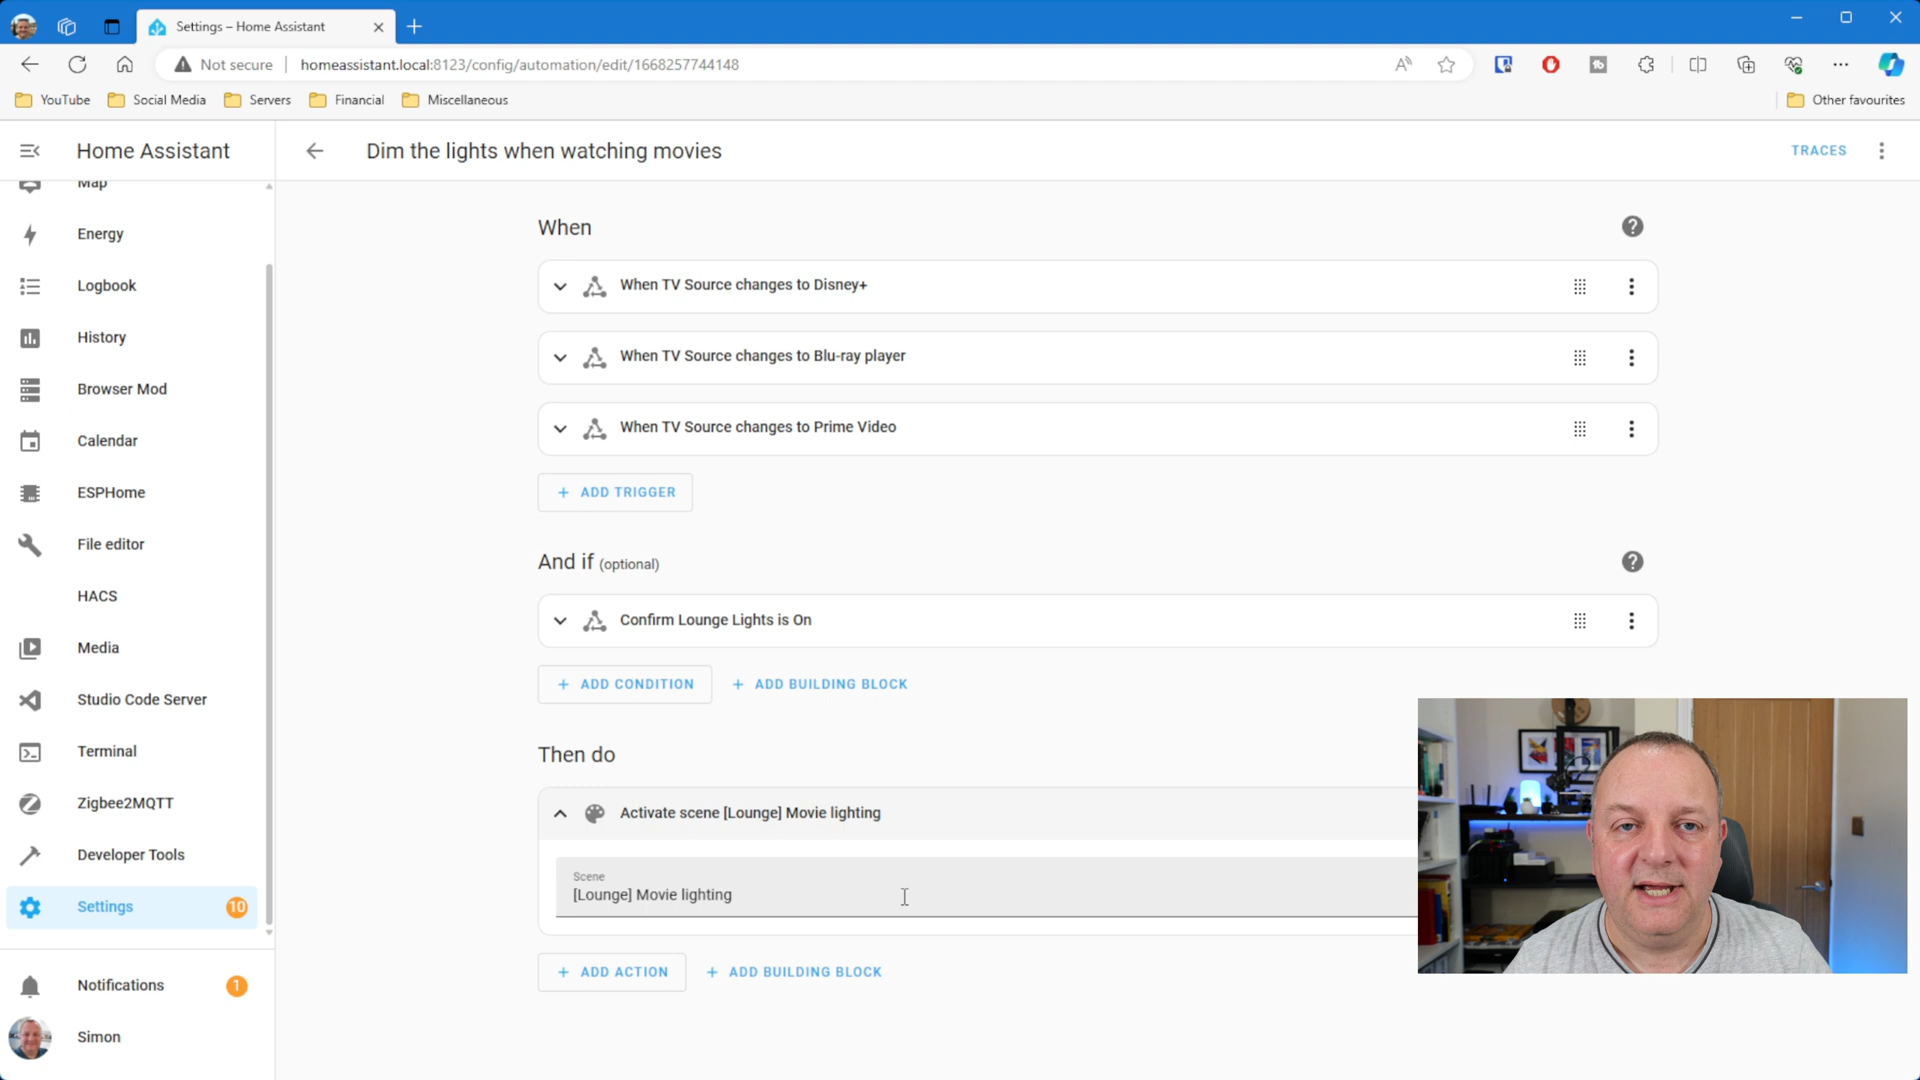 Settings – Home Assistant
Not secure
homeassistant.local:8123/config/automation/edit/1668257744148
YouTube
Social Media
Servers
Financial
Miscellaneous
Other favourites
Home Assistant
Dim the lights when watching movies
TRACES
Map
Energy
Logbook
History
Browser Mod
Calendar
ESPHome
File editor
HACS
Media
Studio Code Server
Terminal
Zigbee2MQTT
Developer Tools
Settings
10
Notifications
1
Simon
When
When TV Source changes to Disney+
When TV Source changes to Blu-ray player
When TV Source changes to Prime Video
+ ADD TRIGGER
And if (optional)
Confirm Lounge Lights is On
+ ADD CONDITION
+ ADD BUILDING BLOCK
Then do
Activate scene [Lounge] Movie lighting
Scene
[Lounge] Movie lighting
+ ADD ACTION
+ ADD BUILDING BLOCK